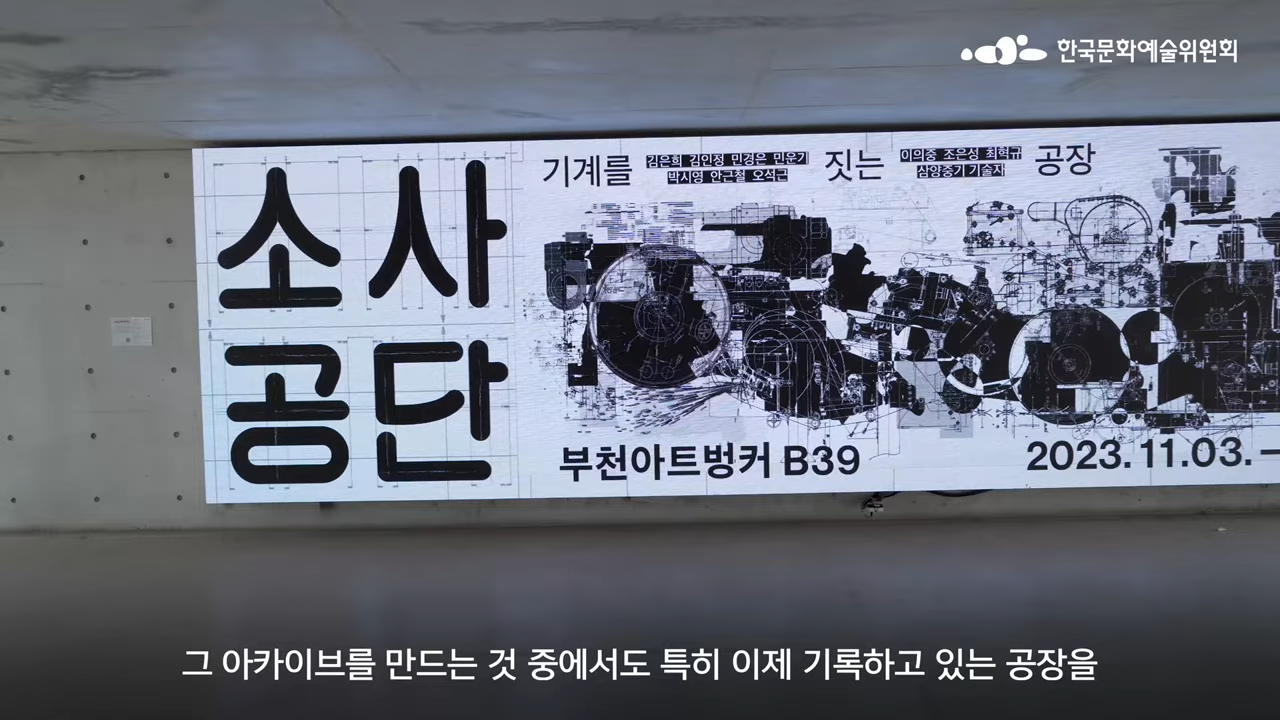 한국문화예술위원회
소사
공단
기계를 김은희 김인정 민경은 민운기 짓는 이의중 조은성 최혁규 공장
박시영 안근철 오석근 삼양중기 기술자
부천아트벙커 B39 2023. 11.03. –
그 아카이브를 만드는 것 중에서도 특히 이제 기록하고 있는 공장을